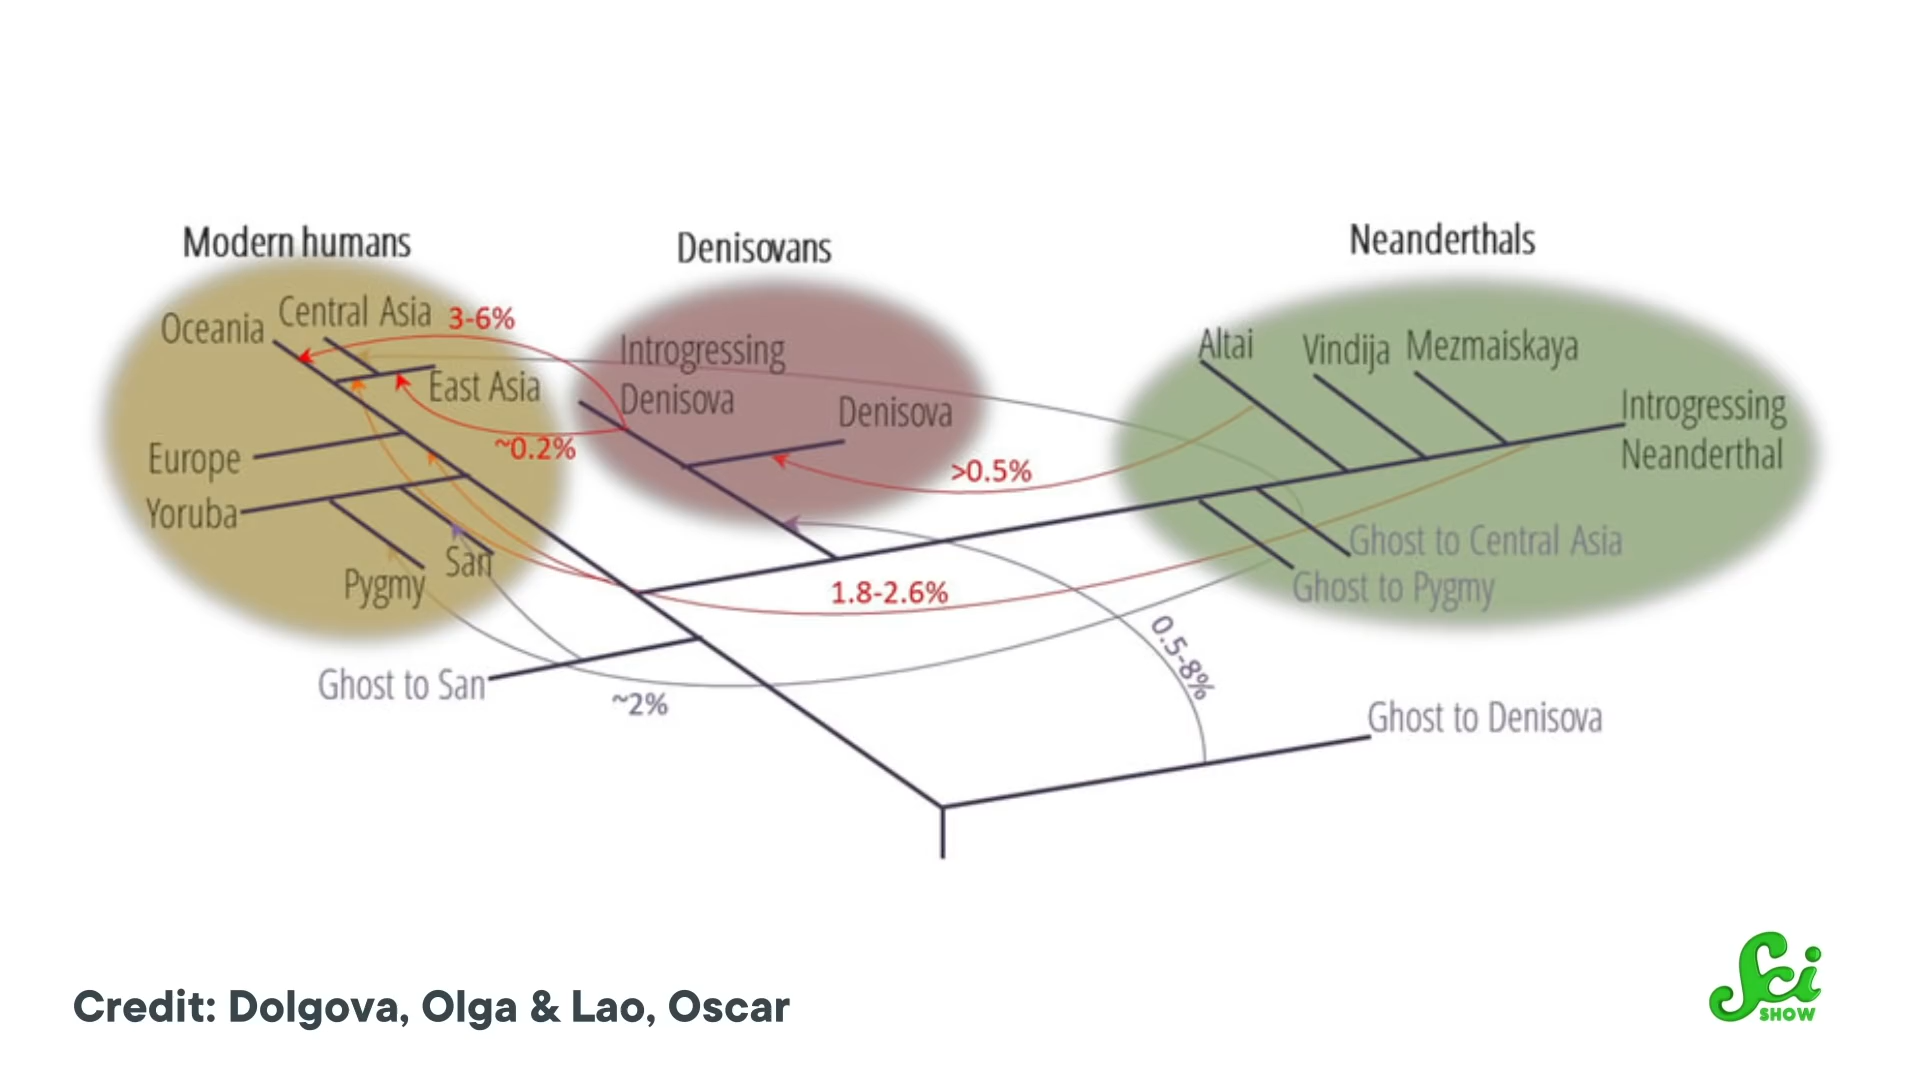 Modern humans
Denisovans
Neanderthals
Oceania
Central Asia
3-6%
East Asia
~0.2%
Europe
Yoruba
Pygmy
San
Introgressing
Denisova
Denisova
>0.5%
Altai
Vindija
Mezmaiskaya
Introgressing
Neanderthal
Ghost to Central Asia
Ghost to Pygmy
1.8-2.6%
0.5-8%
Ghost to San
~2%
Ghost to Denisova
Credit: Dolgova, Olga & Lao, Oscar
Sci
SHOW